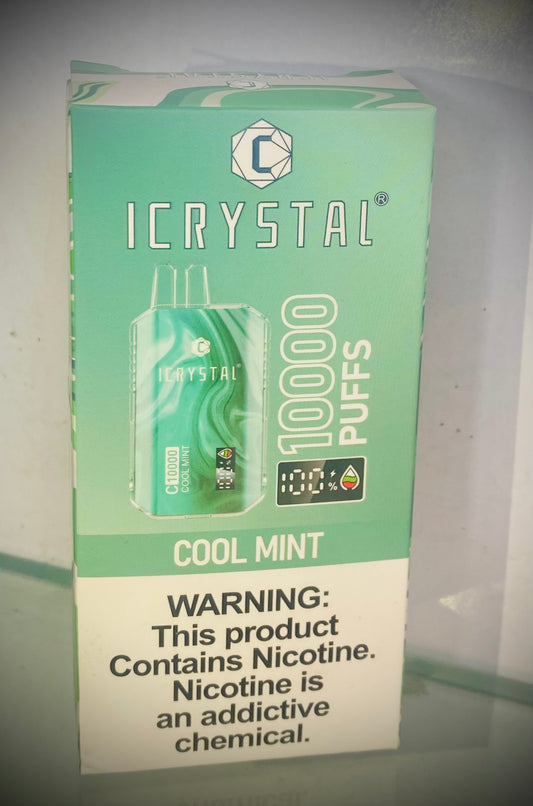 C
ICRYSTAL®
C
ICRYSTAL®
C 10000
COOL MINT
10000
PUFFS
100 %
COOL MINT
WARNING:
This product
Contains Nicotine.
Nicotine is
an addictive
chemical.